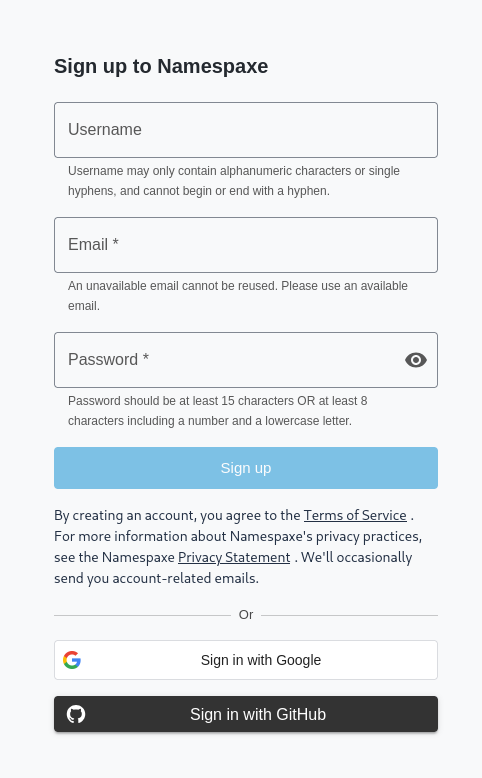 Sign up to Namespaxe
Username
Username may only contain alphanumeric characters or single
hyphens, and cannot begin or end with a hyphen.
Email *
An unavailable email cannot be reused. Please use an available
email.
Password *
Password should be at least 15 characters OR at least 8
characters including a number and a lowercase letter.
Sign up
By creating an account, you agree to the Terms of Service .
For more information about Namespaxe's privacy practices,
see the Namespaxe Privacy Statement . We'll occasionally
send you account-related emails.
Or
Sign in with Google
Sign in with GitHub